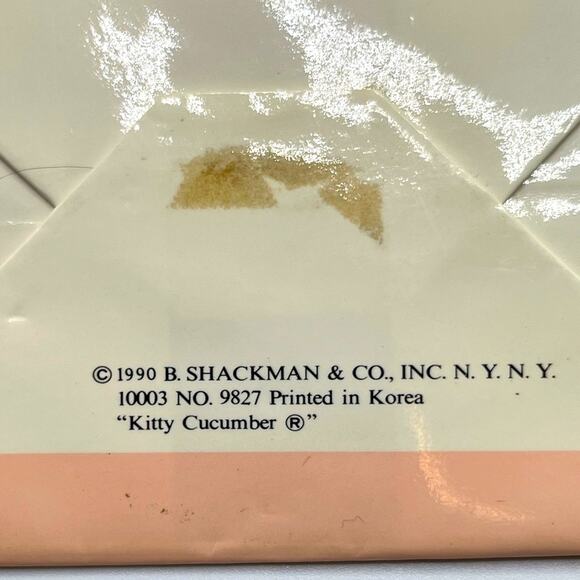 © 1990 B. SHACKMAN & CO., INC. N. Y. N. Y.
10003 NO. 9827 Printed in Korea
“Kitty Cucumber ®”